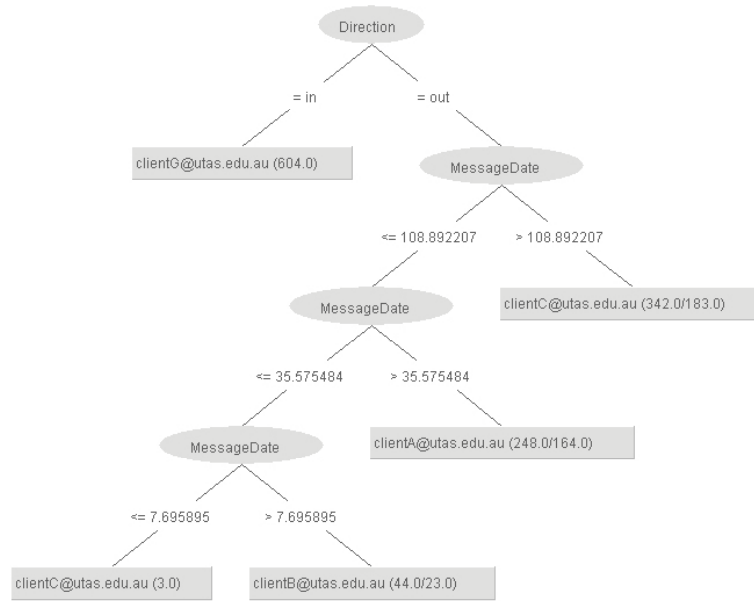 Direction
= in
= out
clientG@utas.edu.au (604.0)
MessageDate
<= 108.892207
> 108.892207
MessageDate
clientC@utas.edu.au (342.0/183.0)
<= 35.575484
> 35.575484
MessageDate
clientA@utas.edu.au (248.0/164.0)
<= 7.695895
> 7.695895
clientC@utas.edu.au (3.0)
clientB@utas.edu.au (44.0/23.0)